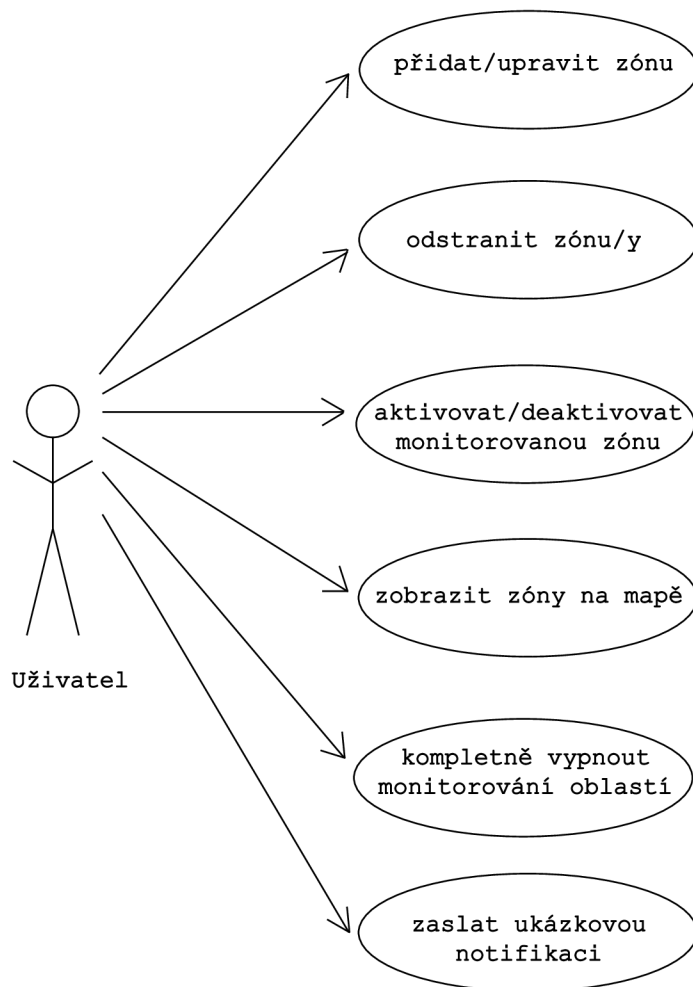 přidat/upravit zónu
odstranit zónu/y
aktivovat/deaktivovat
monitorovanou zónu
zobrazit zóny na mapě
Uživatel
kompletně vypnout
monitorování oblastí
zaslat ukázkovou
notifikaci